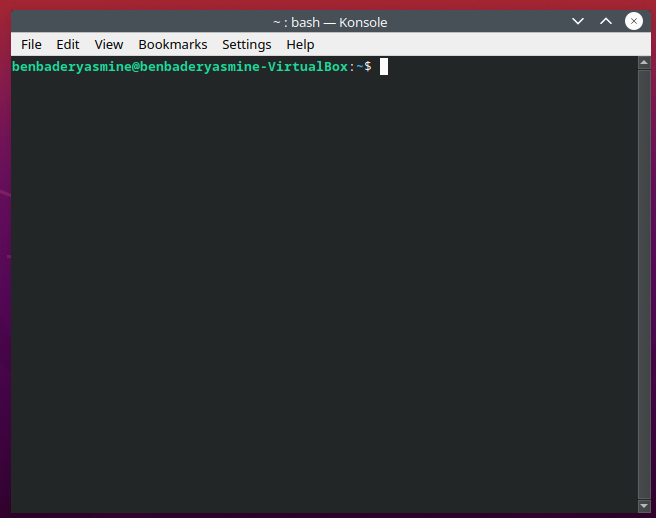 ~ : bash — Konsole
File Edit View Bookmarks Settings Help
benbaderyasmine@benbaderyasmine-VirtualBox:~$